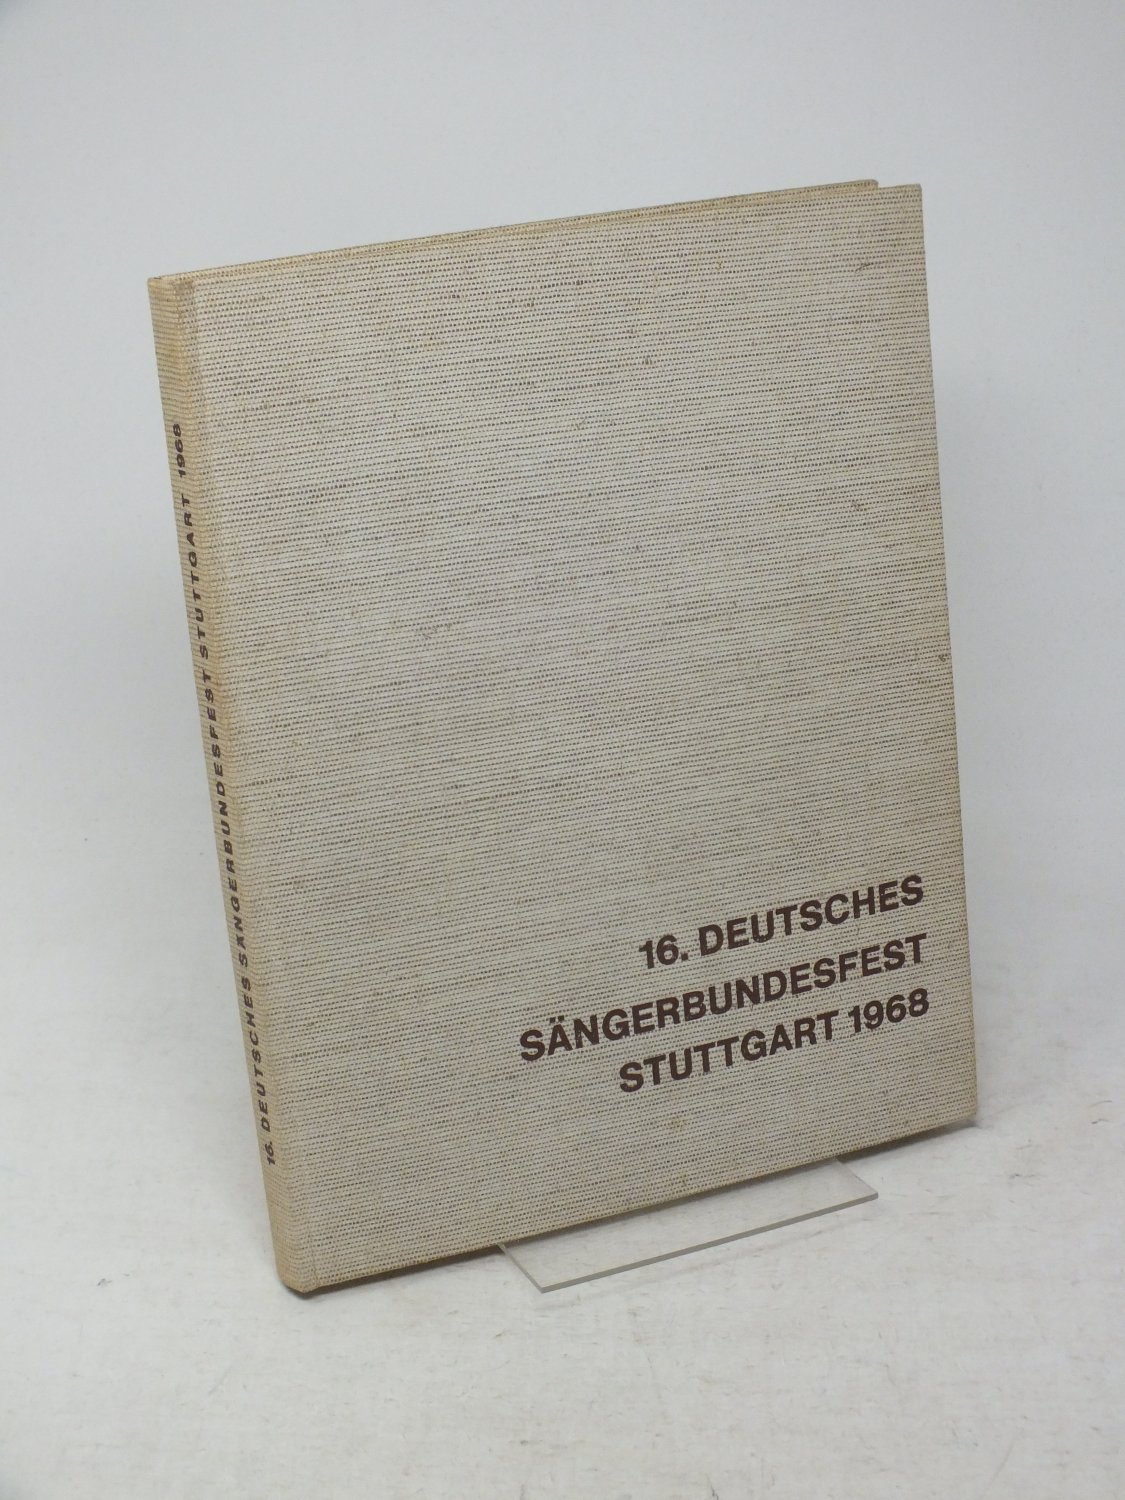 16. DEUTSCHES SÄNGERBUNDESFEST STUTTGART 1968
16. DEUTSCHES
SÄNGERBUNDESFEST
STUTTGART 1968